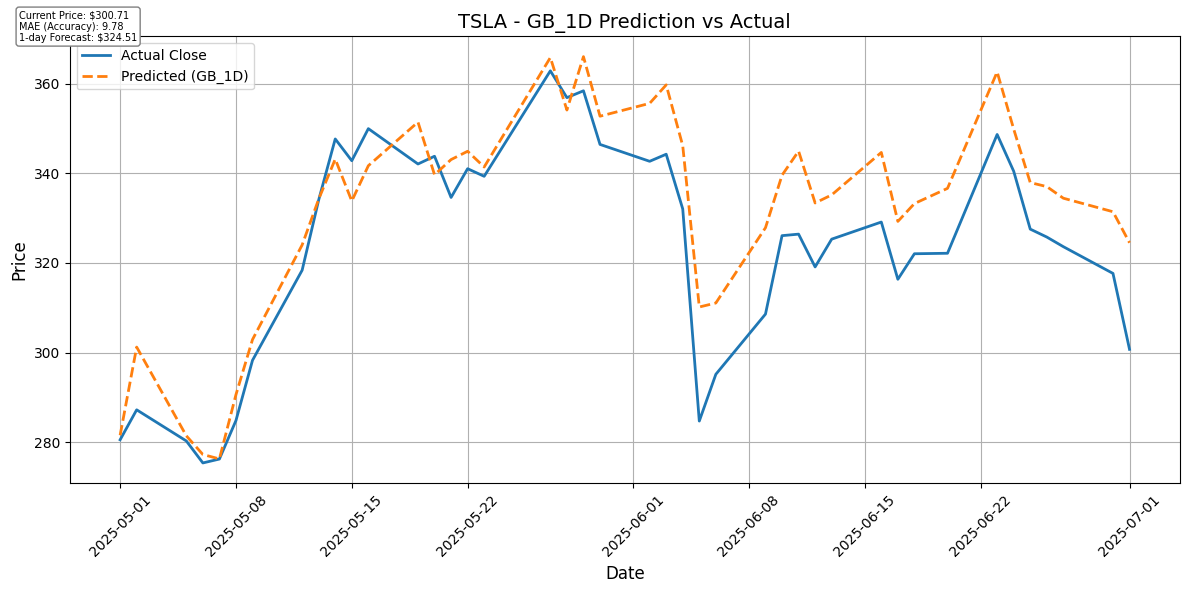 Current Price: $300.71
MAE (Accuracy): 9.78
1-day Forecast: $324.51
TSLA - GB_1D Prediction vs Actual
Actual Close
Predicted (GB_1D)
Price
360
340
320
300
280
2025-05-01
2025-05-08
2025-05-15
2025-05-22
2025-06-01
2025-06-08
2025-06-15
2025-06-22
2025-07-01
Date